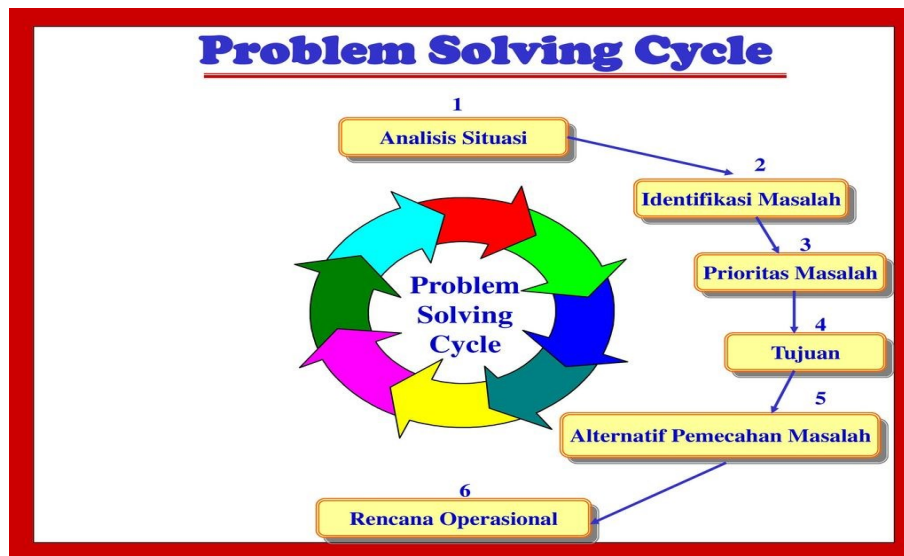 Problem Solving Cycle
1
Analisis Situasi
2
Identifikasi Masalah
3
Prioritas Masalah
4
Tujuan
5
Alternatif Pemecahan Masalah
6
Rencana Operasional
Problem
Solving
Cycle